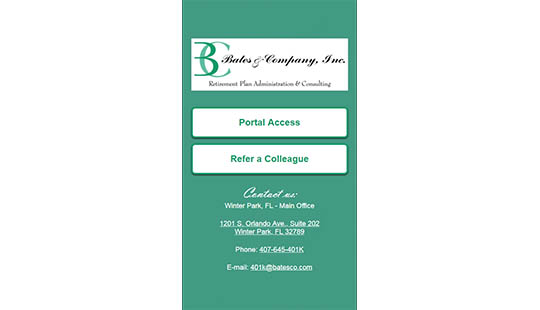 BC
Bates & Company, Inc.
Retirement Plan Administration & Consulting
Portal Access
Refer a Colleague
Contact us:
Winter Park, FL - Main Office
1201 S. Orlando Ave., Suite 202
Winter Park, FL 32789
Phone: 407-645-401K
E-mail: 401k@batesco.com